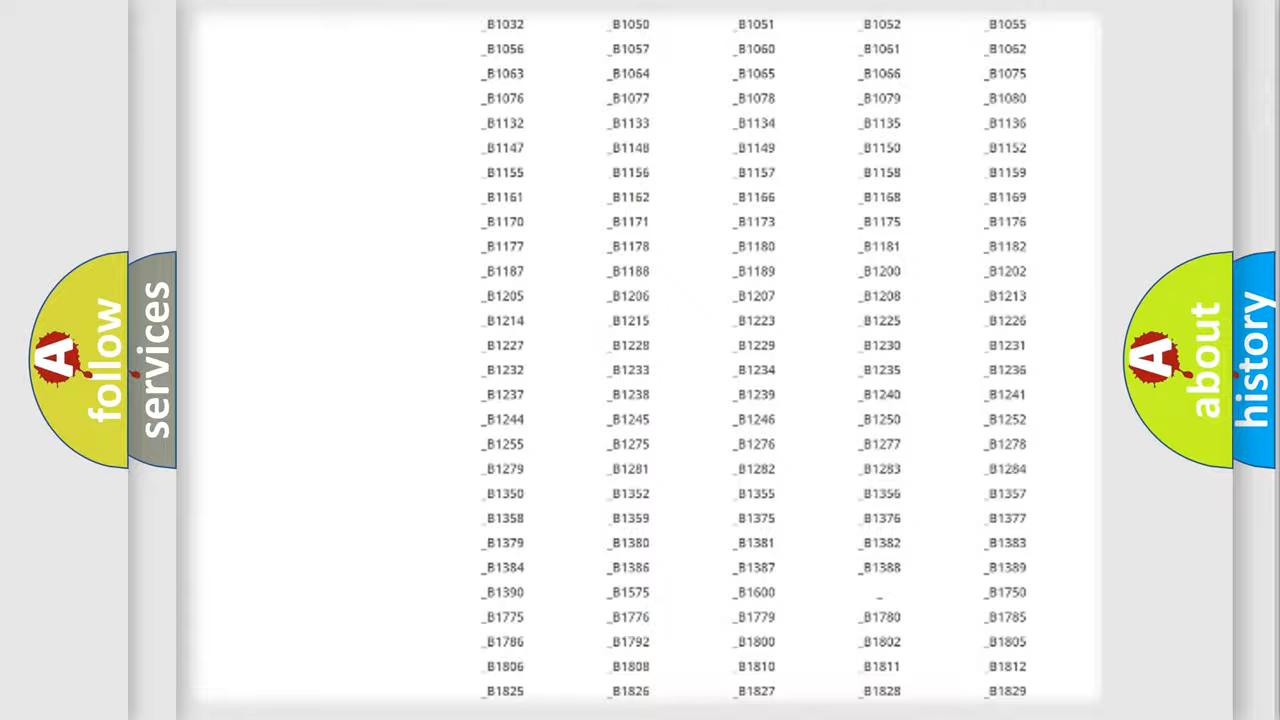 _B1032 _B1050 _B1051 _B1052 _B1055
_B1056 _B1057 _B1060 _B1061 _B1062
_B1063 _B1064 _B1065 _B1066 _B1075
_B1076 _B1077 _B1078 _B1079 _B1080
_B1132 _B1133 _B1134 _B1135 _B1136
_B1147 _B1148 _B1149 _B1150 _B1152
_B1155 _B1156 _B1157 _B1158 _B1159
_B1161 _B1162 _B1166 _B1168 _B1169
_B1170 _B1171 _B1173 _B1175 _B1176
_B1177 _B1178 _B1180 _B1181 _B1182
_B1187 _B1188 _B1189 _B1200 _B1202
_B1205 _B1206 _B1207 _B1208 _B1213
_B1214 _B1215 _B1223 _B1225 _B1226
_B1227 _B1228 _B1229 _B1230 _B1231
_B1232 _B1233 _B1234 _B1235 _B1236
_B1237 _B1238 _B1239 _B1240 _B1241
_B1244 _B1245 _B1246 _B1250 _B1252
_B1255 _B1275 _B1276 _B1277 _B1278
_B1279 _B1281 _B1282 _B1283 _B1284
_B1350 _B1352 _B1355 _B1356 _B1357
_B1358 _B1359 _B1375 _B1376 _B1377
_B1379 _B1380 _B1381 _B1382 _B1383
_B1384 _B1386 _B1387 _B1388 _B1389
_B1390 _B1575 _B1600 _ _B1750
_B1775 _B1776 _B1779 _B1780 _B1785
_B1786 _B1792 _B1800 _B1802 _B1805
_B1806 _B1808 _B1810 _B1811 _B1812
_B1825 _B1826 _B1827 _B1828 _B1829
A follow
services
A about
history